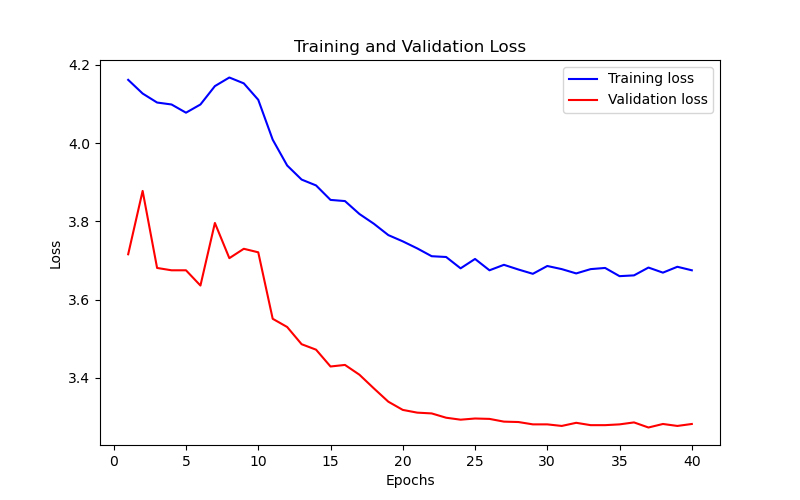 Training and Validation Loss
Training loss
Validation loss
4.2
4.0
3.8
3.6
3.4
Loss
0 5 10 15 20 25 30 35 40
Epochs